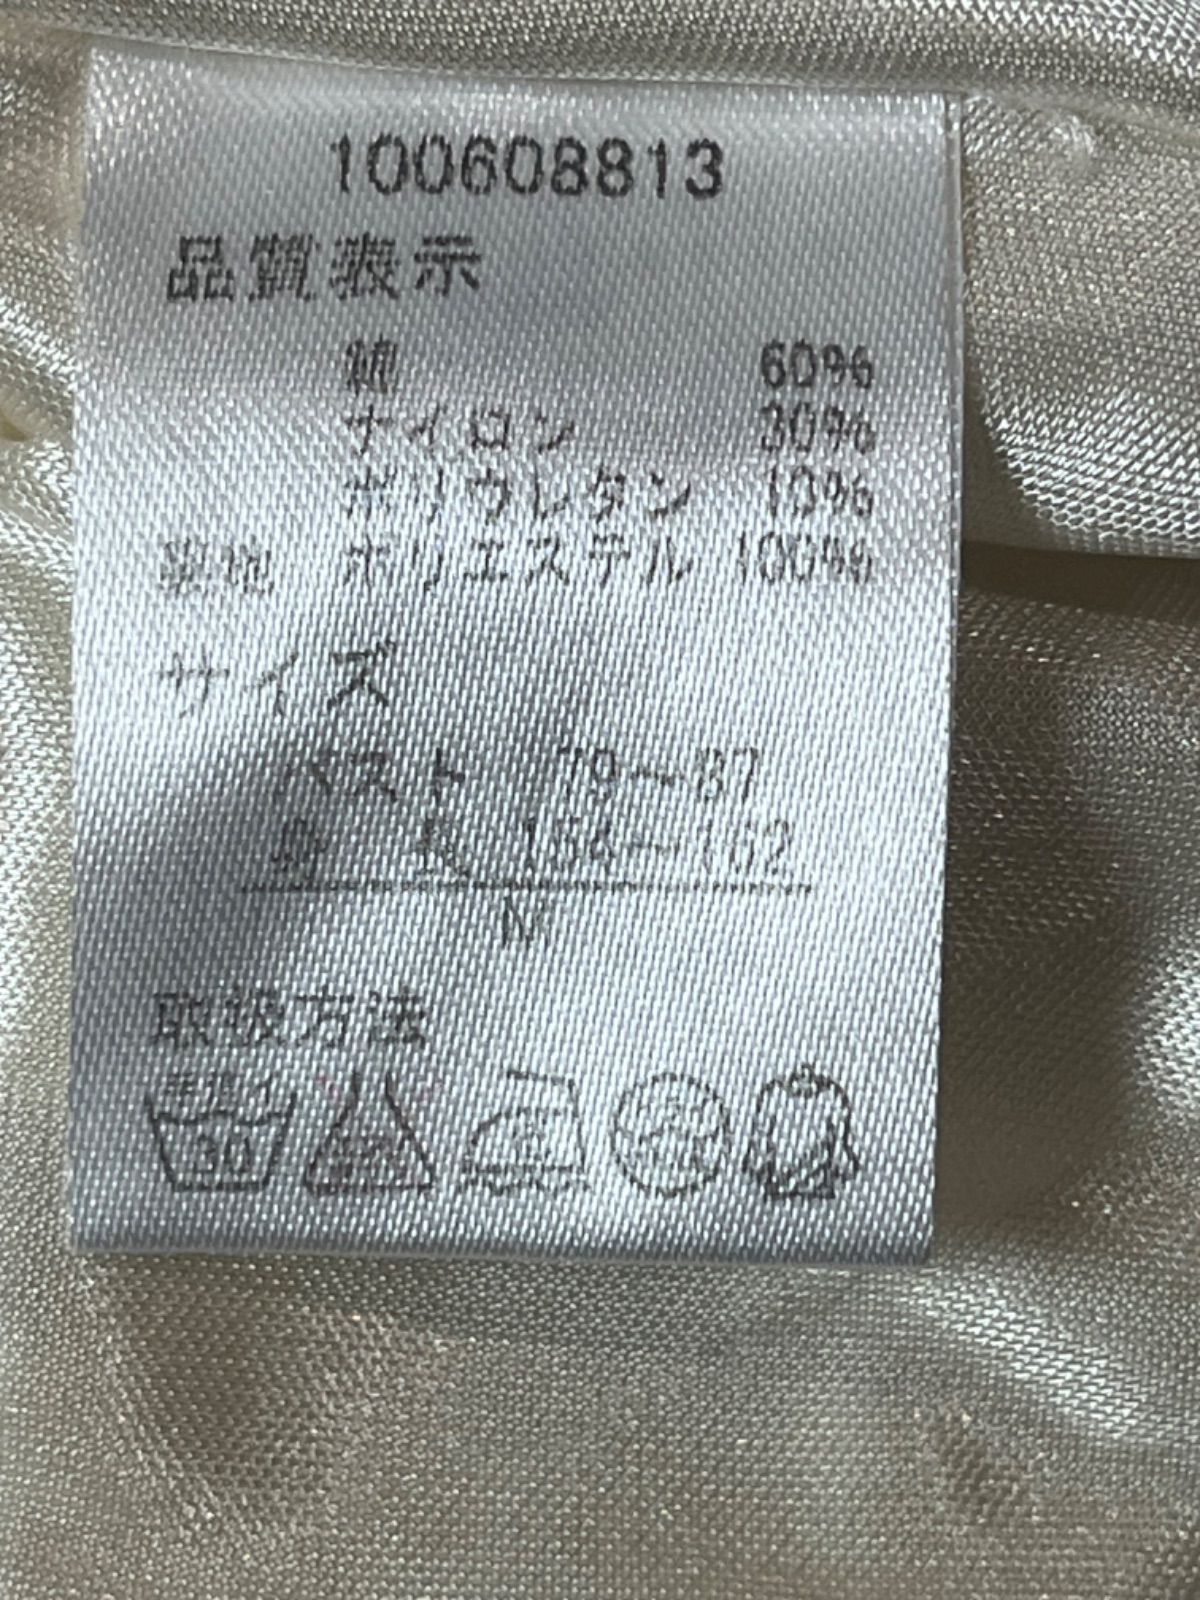 100608813
品質表示
綿 60%
ナイロン 30%
ポリウレタン 10%
裏地 ポリエステル 100%
サイズ
バスト 79〜87
身 長 154〜162
M
取扱方法
手洗イ
30